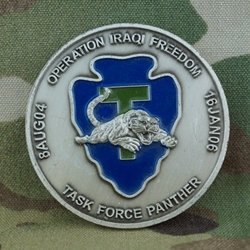 OPERATION IRAQI FREEDOM
8AUG04
16JAN06
T
TASK FORCE PANTHER